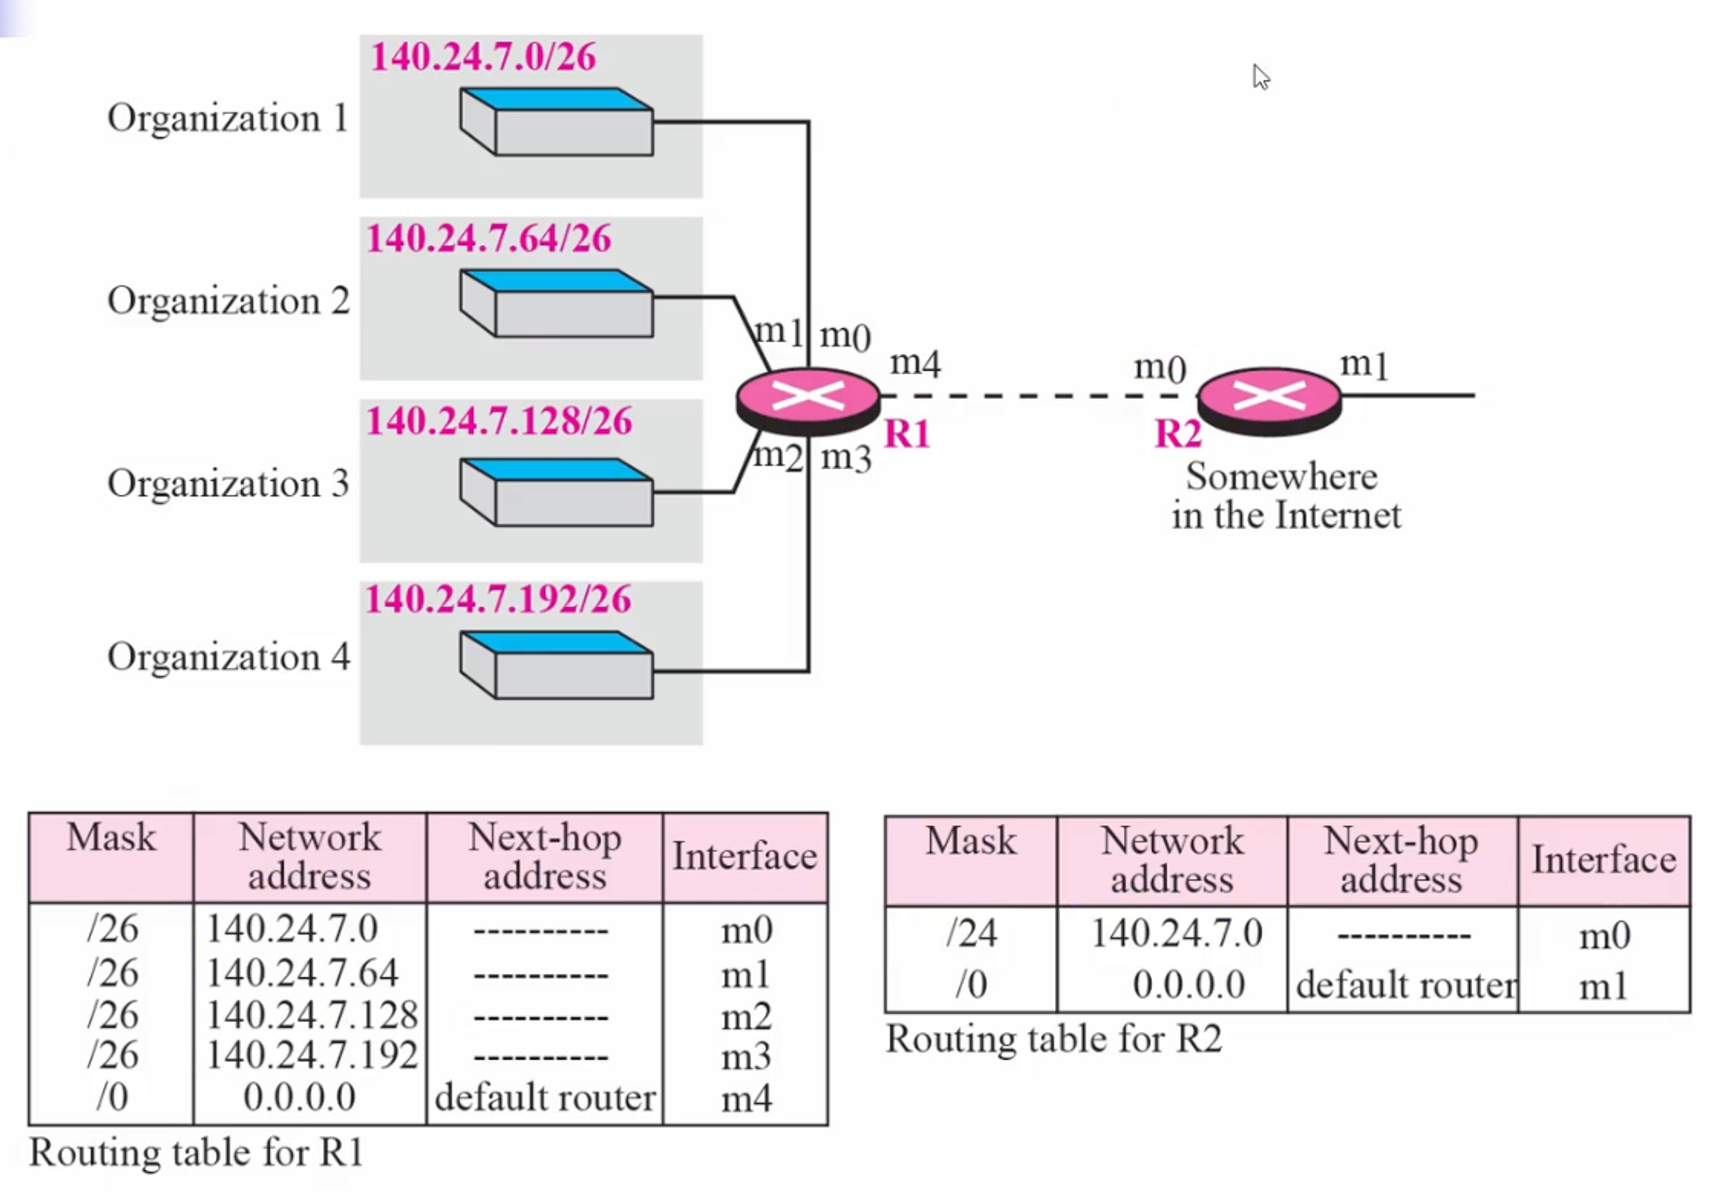 140.24.7.0/26
Organization 1
140.24.7.64/26
Organization 2
m1 m0
m4
m0
m1
140.24.7.128/26
R1
R2
m2 m3
Organization 3
Somewhere
in the Internet
140.24.7.192/26
Organization 4
Mask Network address Next-hop address Interface
/26 140.24.7.0 ---------- m0
/26 140.24.7.64 ---------- m1
/26 140.24.7.128 ---------- m2
/26 140.24.7.192 ---------- m3
/0 0.0.0.0 default router m4
Routing table for R1
Mask Network address Next-hop address Interface
/24 140.24.7.0 ---------- m0
/0 0.0.0.0 default router m1
Routing table for R2